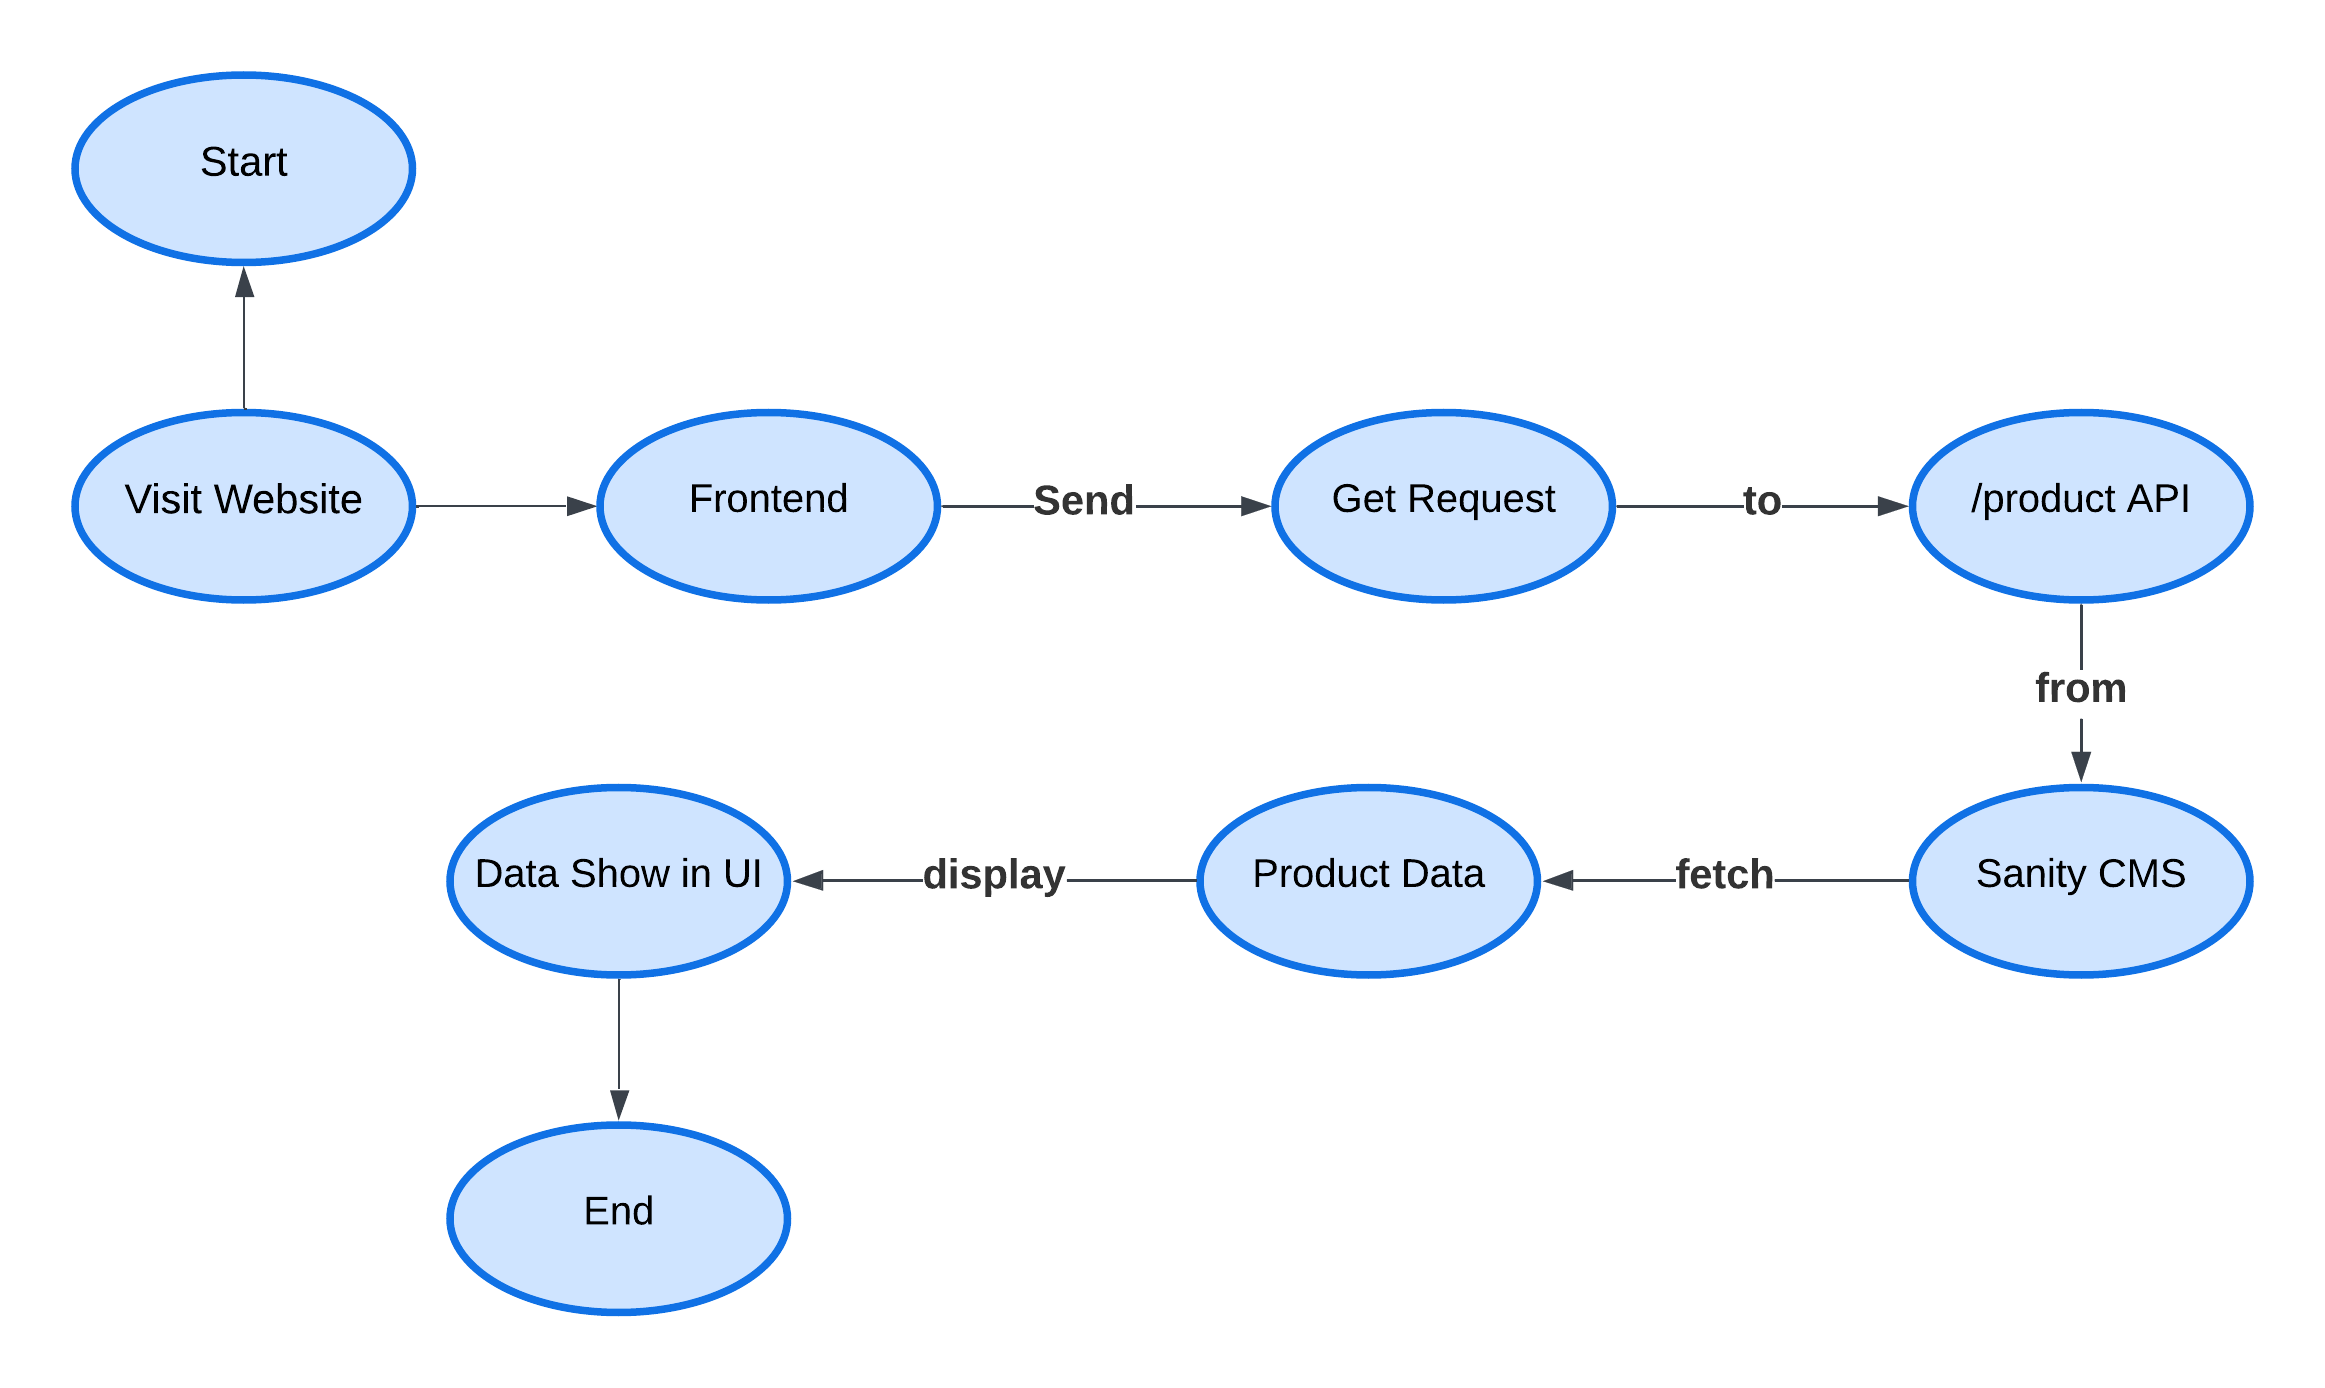 Start
Visit Website
Frontend
Send
Get Request
to
/product API
from
Sanity CMS
fetch
Product Data
display
Data Show in UI
End